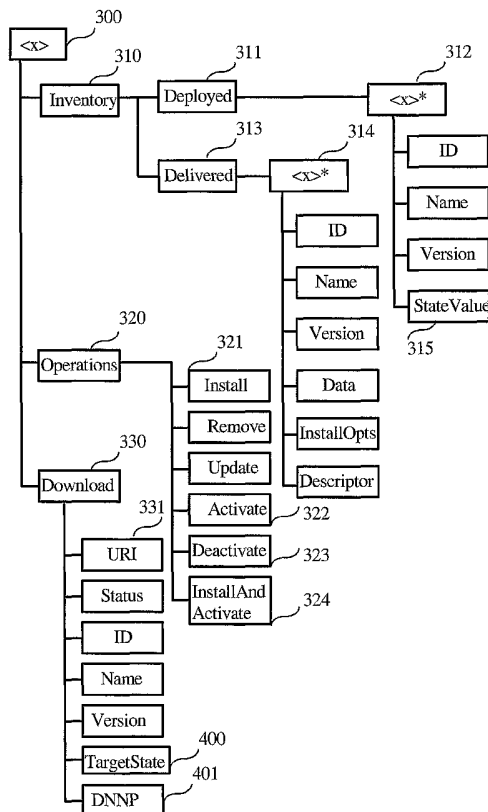 300
<x>
310
311
312
Inventory
Deployed
<x>*
313
314
ID
Delivered
<x>*
Name
ID
Version
Name
StateValue
315
Version
320
321
Operations
Install
Data
Remove
InstallOpts
330
Update
Descriptor
Download
331
Activate
322
URI
Deactivate
323
Status
InstallAnd
Activate
324
ID
Name
Version
TargetState
400
DNNP
401